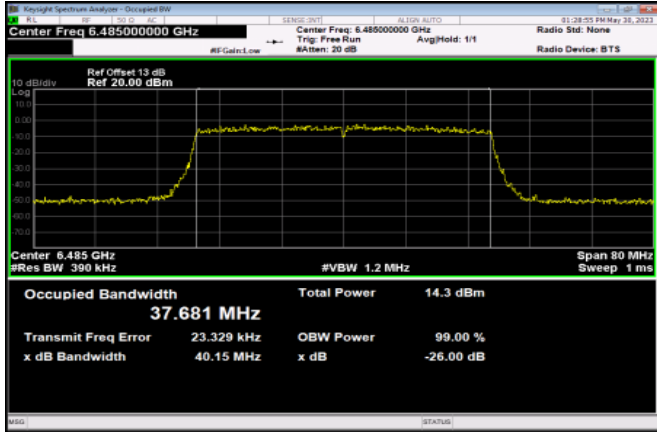 Keysight Spectrum Analyzer - Occupied BW
RL RF 50 Ω AC SENSE:INT ALIGN AUTO 01:28:55 PM May 30, 2023
Center Freq 6.485000000 GHz
Center Freq: 6.485000000 GHz
Radio Std: None
Trig: Free Run Avg|Hold: 1/1
#IFGain:Low #Atten: 20 dB Radio Device: BTS
Ref Offset 13 dB
10 dB/div Ref 20.00 dBm
Log
10.0
0.00
-10.0
-20.0
-30.0
-40.0
-50.0
-60.0
-70.0
Center 6.485 GHz Span 80 MHz
#Res BW 390 kHz #VBW 1.2 MHz Sweep 1 ms
Occupied Bandwidth Total Power 14.3 dBm
37.681 MHz
Transmit Freq Error 23.329 kHz OBW Power 99.00 %
x dB Bandwidth 40.15 MHz x dB -26.00 dB
MSG STATUS